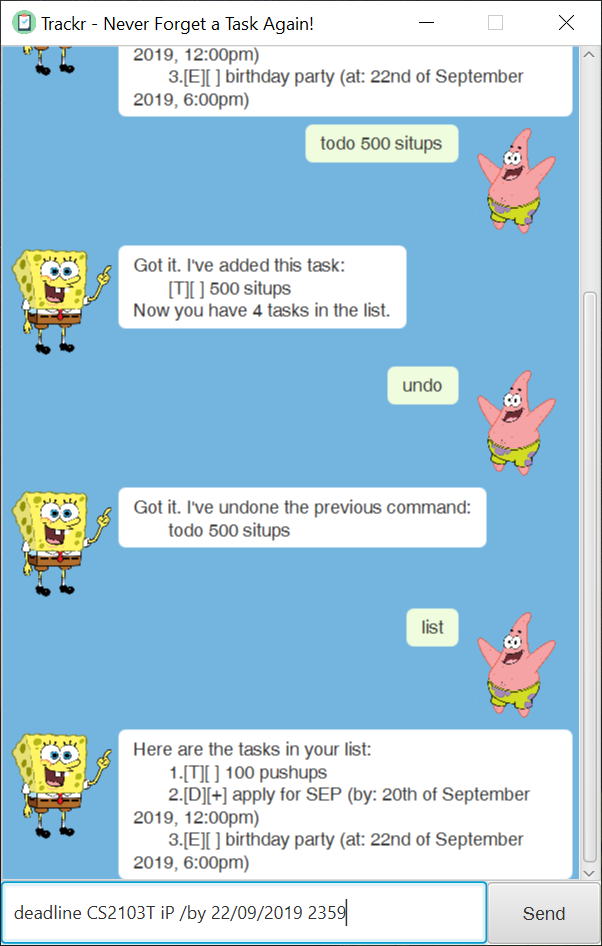 Trackr - Never Forget a Task Again!
2019, 12:00pm)
3.[E][ ] birthday party (at: 22nd of September
2019, 6:00pm)
todo 500 situps
Got it. I've added this task:
[T][ ] 500 situps
Now you have 4 tasks in the list.
undo
Got it. I've undone the previous command:
todo 500 situps
list
Here are the tasks in your list:
1.[T][ ] 100 pushups
2.[D][+] apply for SEP (by: 20th of September
2019, 12:00pm)
3.[E][ ] birthday party (at: 22nd of September
2019, 6:00pm)
deadline CS2103T iP /by 22/09/2019 2359
Send